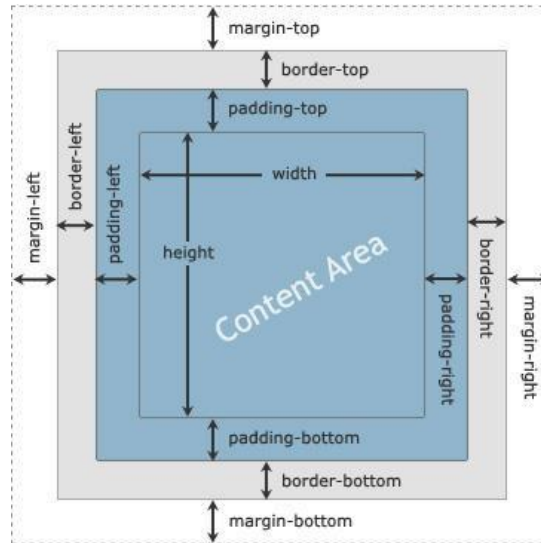 margin-top
border-top
padding-top
width
margin-left
border-left
padding-left
height
Content Area
padding-right
border-right
margin-right
padding-bottom
border-bottom
margin-bottom